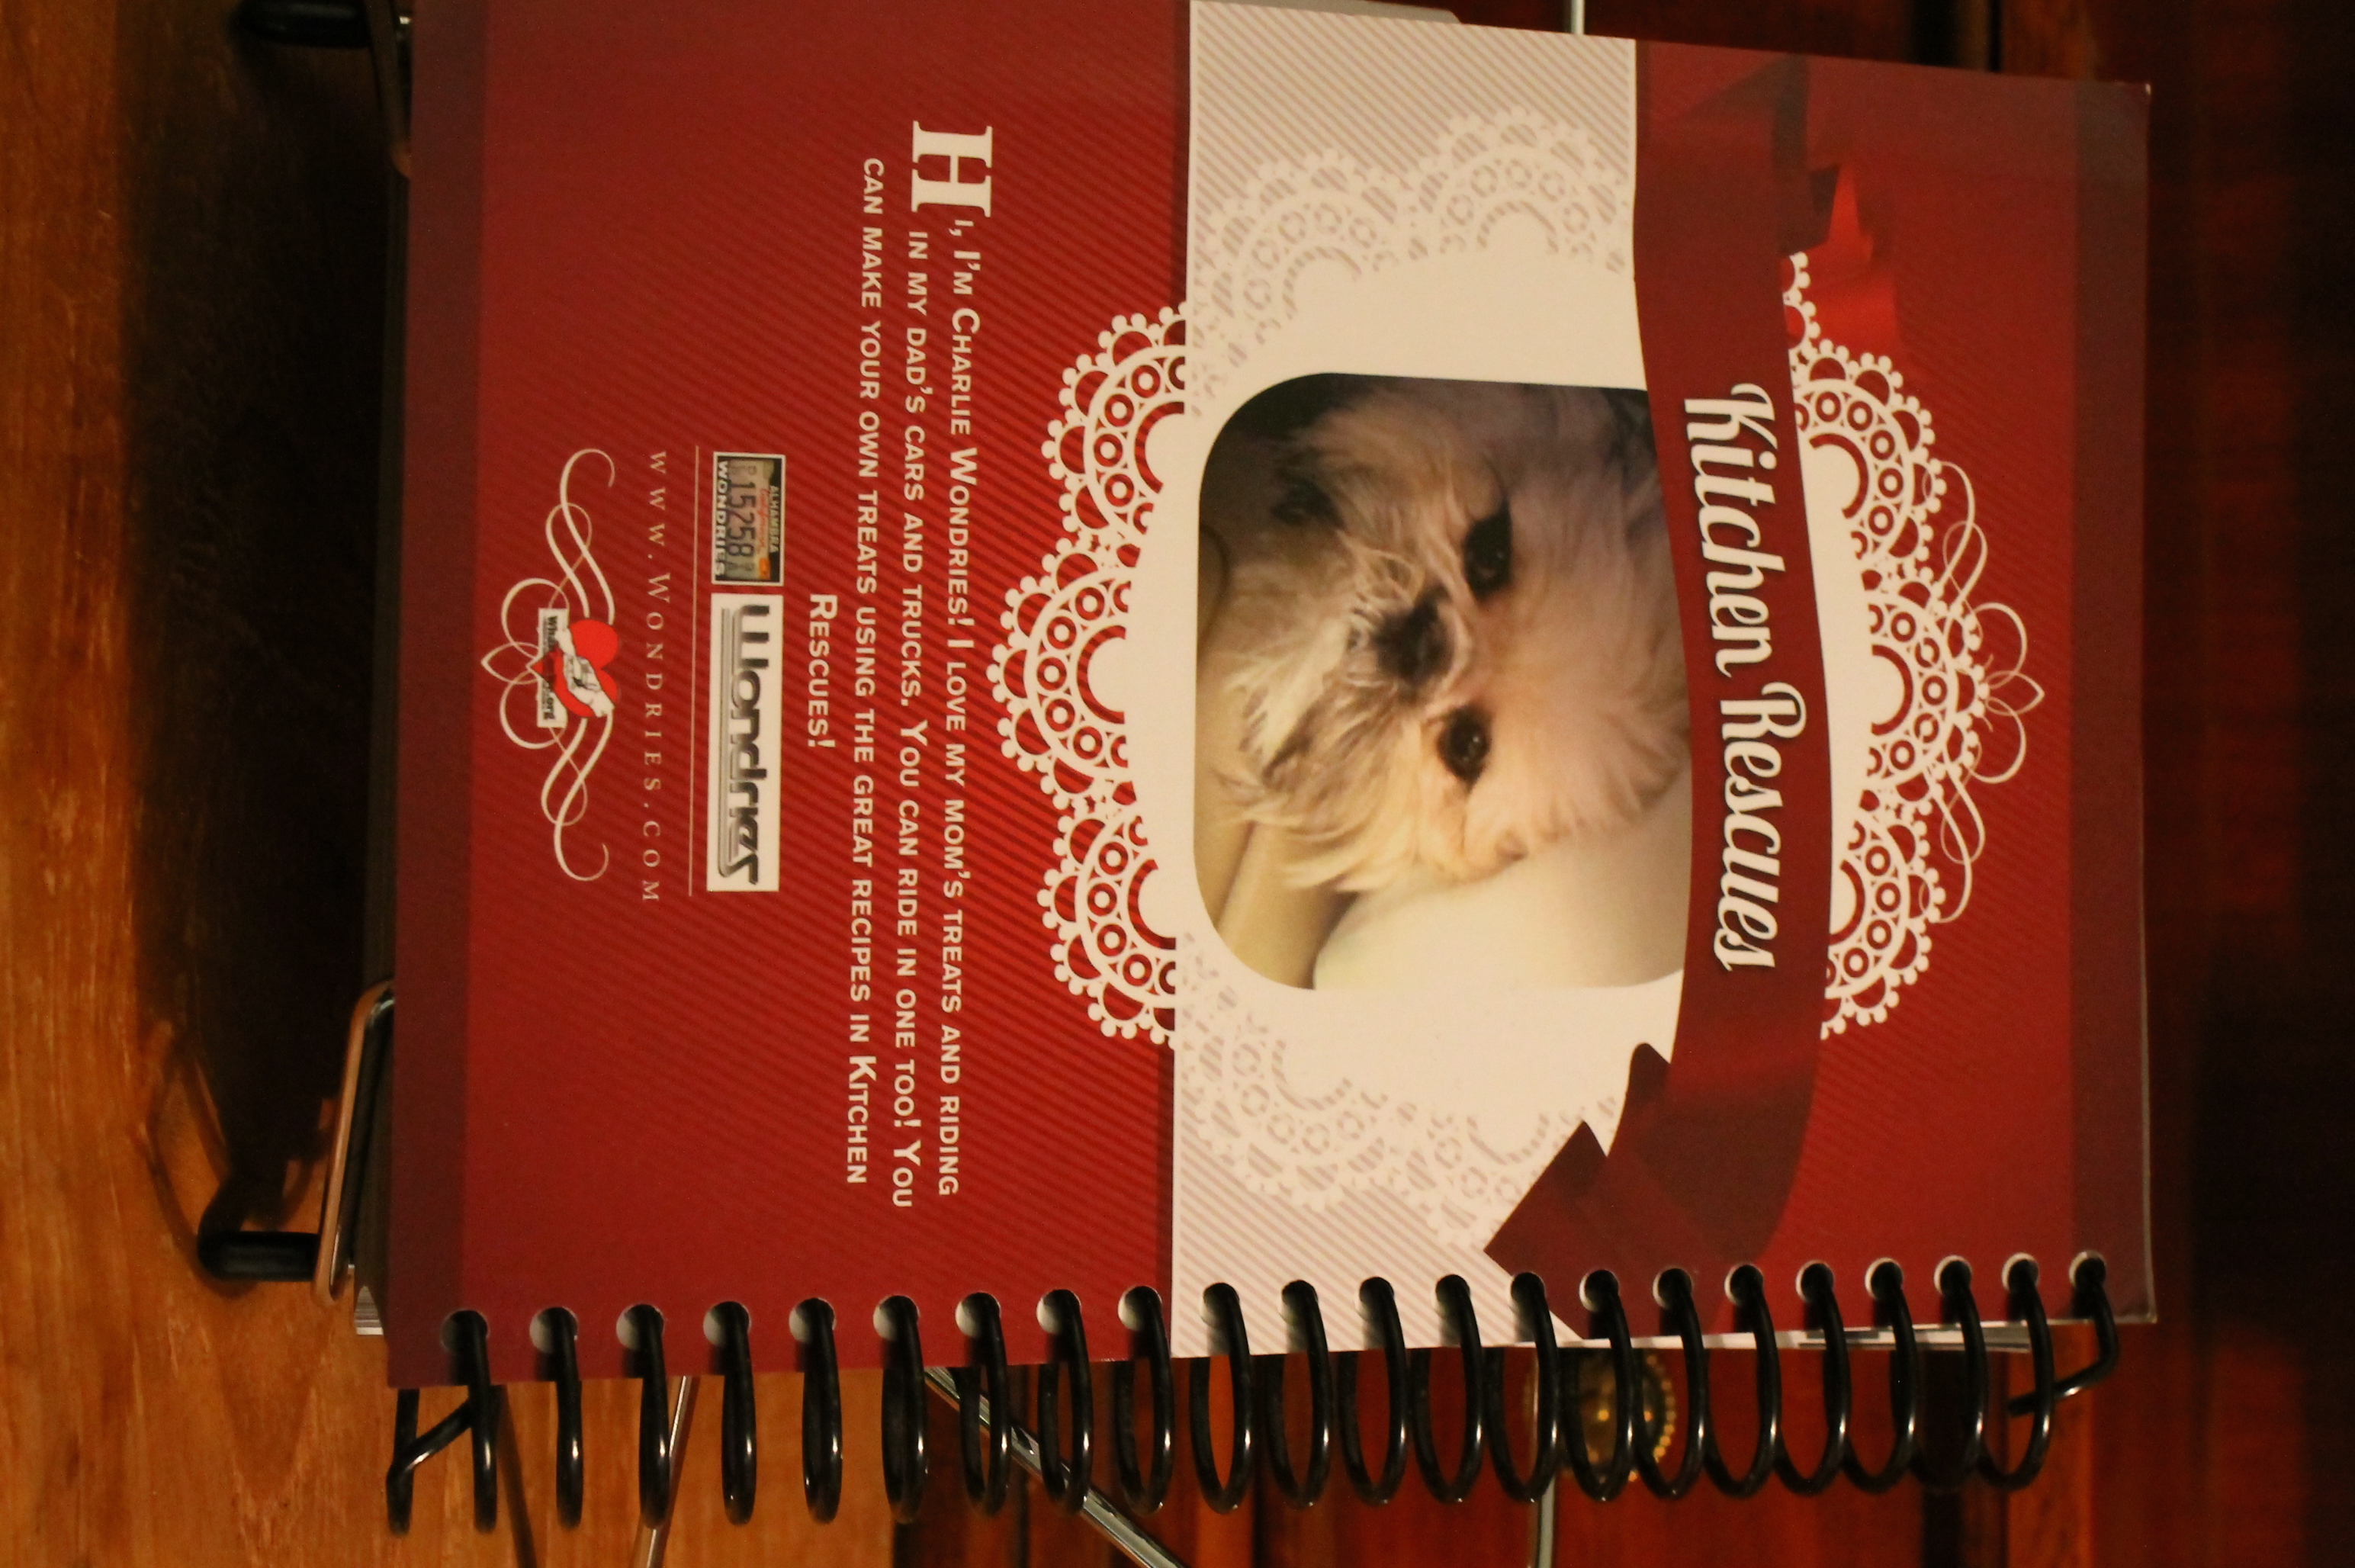 Kitchen Rescues
Hi, I'm Charlie Wondries! I love my mom's treats and riding
in my dad's cars and trucks. You can ride in one too! You
can make your own treats using the great recipes in Kitchen
Rescues!
ALHAMBRA
California
15258
WONDRIES
Wondries
www.Wondries.com